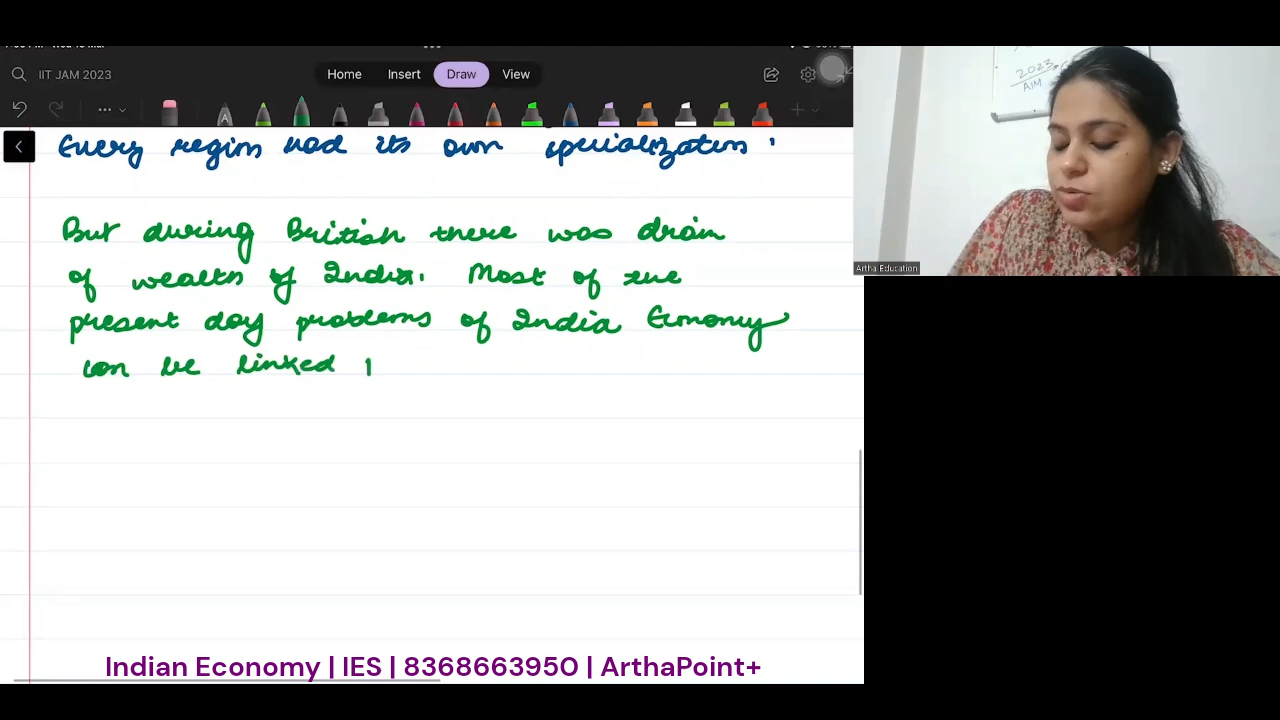 IIT JAM 2023
Home Insert Draw View
Every region had its own specialization.
But during British there was drain
of wealth of India. Most of the
present day problems of India Economy
can be linked
2023
AIM
Artha Education
Indian Economy | IES | 8368663950 | ArthaPoint+